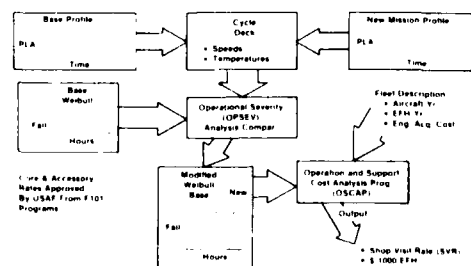 Base Profile
PLA
Time
Cycle
Deck
• Speeds
• Temperatures
New Mission Profile
PLA
Time
Base
Weibull
Fail
Hours
Operational Severity
(OPSEV)
Analysis Compar
Fleet Description
• Aircraft Yr
• EFH Yr
• Eng. Acq. Cost
Core & Accessory
Rates Approved
By USAF From F101
Programs
Modified
Weibull
Base
New
Fail
Hours
Operation and Support
Cost Analysis Prog
(OSCAP)
Output
• Shop Visit Rate (SVR)
• $ 1000 EFH